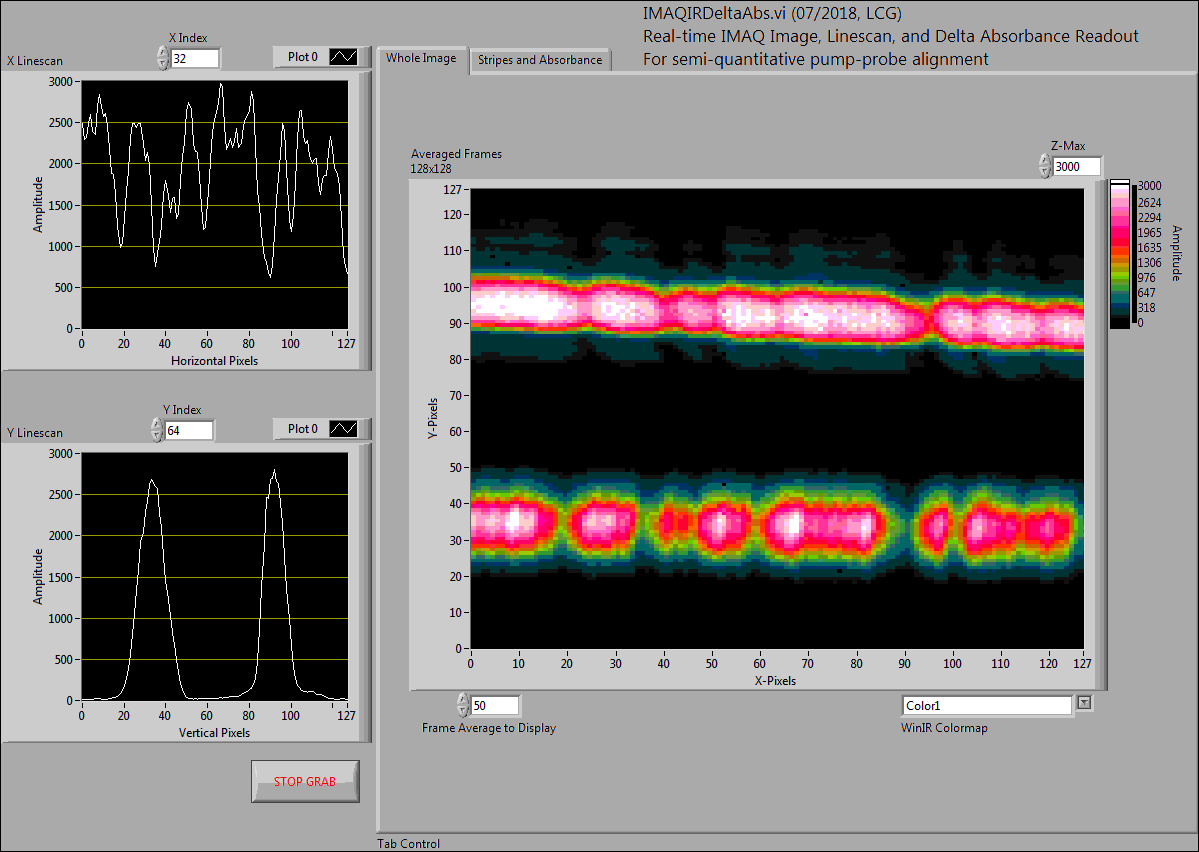 IMAQIRDeltaAbs.vi (07/2018, LCG)
Real-time IMAQ Image, Linescan, and Delta Absorbance Readout
For semi-quantitative pump-probe alignment
X Index
X Linescan
32
Plot 0
3000
2500
2000
1500
1000
500
0
Amplitude
0 20 40 60 80 100 127
Horizontal Pixels
Y Index
Y Linescan
64
Plot 0
3000
2500
2000
1500
1000
500
0
Amplitude
0 20 40 60 80 100 127
Vertical Pixels
STOP GRAB
Whole Image
Stripes and Absorbance
Averaged Frames
128x128
Z-Max
3000
127
120
110
100
90
80
70
60
50
40
30
20
10
0
Y-Pixels
0 10 20 30 40 50 60 70 80 90 100 110 120 127
X-Pixels
3000
2624
2294
1965
1635
1306
976
647
318
0
Amplitude
50
Frame Average to Display
Color1
WinIR Colormap
Tab Control